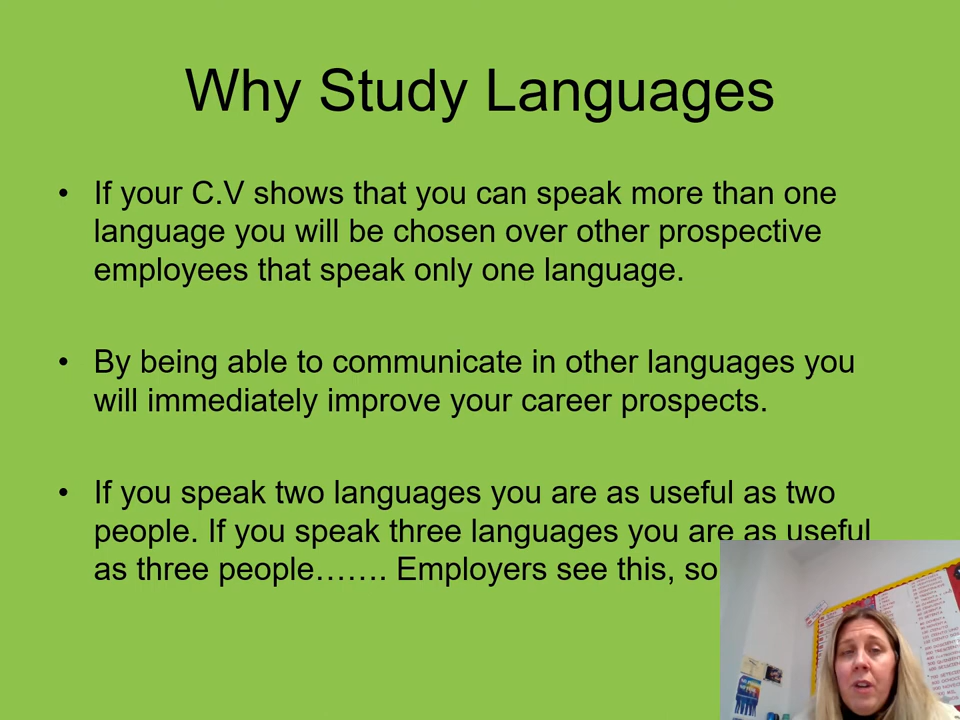 Why Study Languages
• If your C.V shows that you can speak more than one
language you will be chosen over other prospective
employees that speak only one language.
• By being able to communicate in other languages you
will immediately improve your career prospects.
• If you speak two languages you are as useful as two
people. If you speak three languages you are as useful
as three people……. Employers see this, so